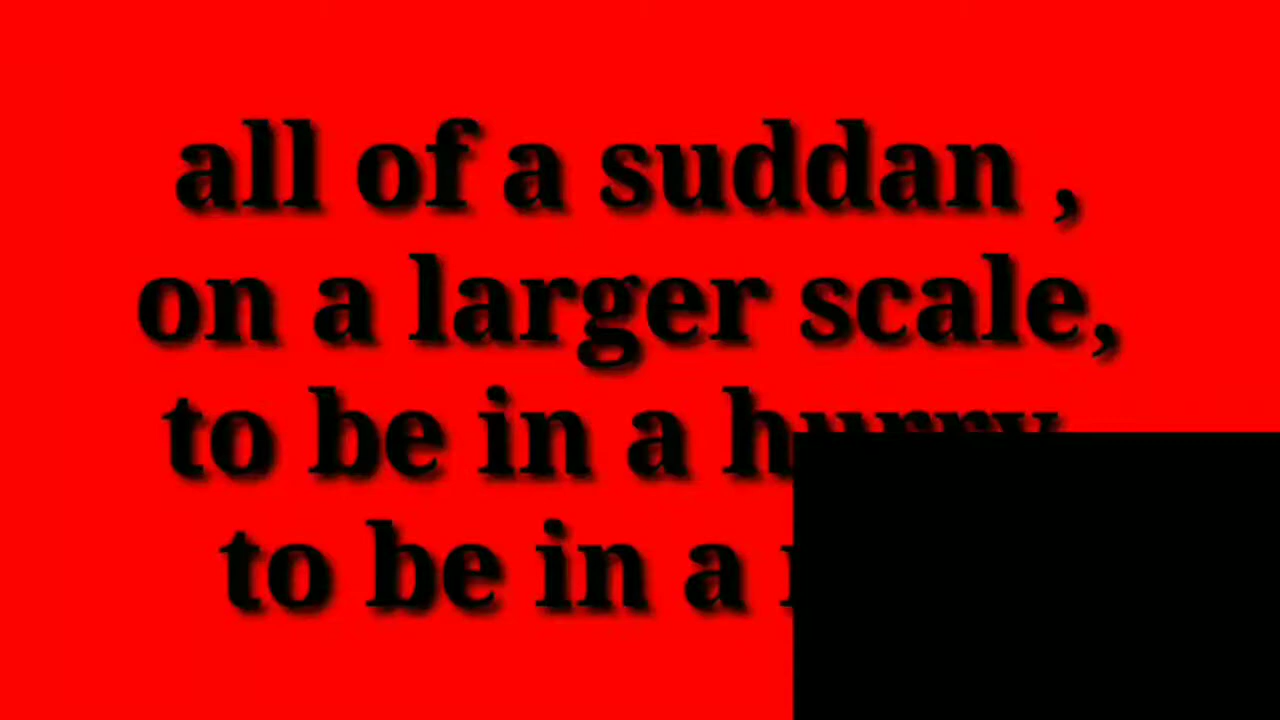 all of a suddan ,
on a larger scale,
to be in a hurry
to be in a